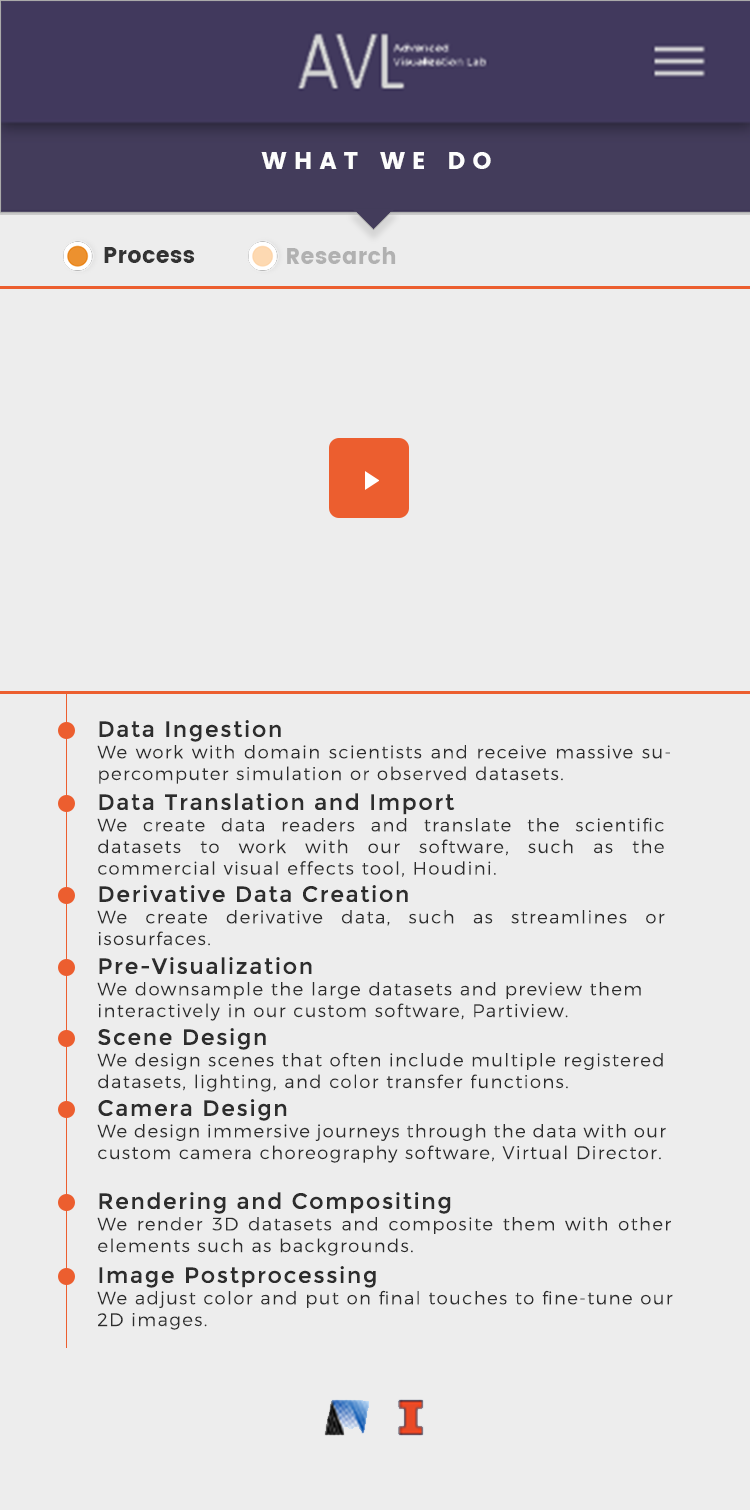 AVL
Advanced
Visualization Lab
WHAT WE DO
Process
Research
Data Ingestion
We work with domain scientists and receive massive su-
percomputer simulation or observed datasets.
Data Translation and Import
We create data readers and translate the scientific
datasets to work with our software, such as the
commercial visual effects tool, Houdini.
Derivative Data Creation
We create derivative data, such as streamlines or
isosurfaces.
Pre-Visualization
We downsample the large datasets and preview them
interactively in our custom software, Partiview.
Scene Design
We design scenes that often include multiple registered
datasets, lighting, and color transfer functions.
Camera Design
We design immersive journeys through the data with our
custom camera choreography software, Virtual Director.
Rendering and Compositing
We render 3D datasets and composite them with other
elements such as backgrounds.
Image Postprocessing
We adjust color and put on final touches to fine-tune our
2D images.
I